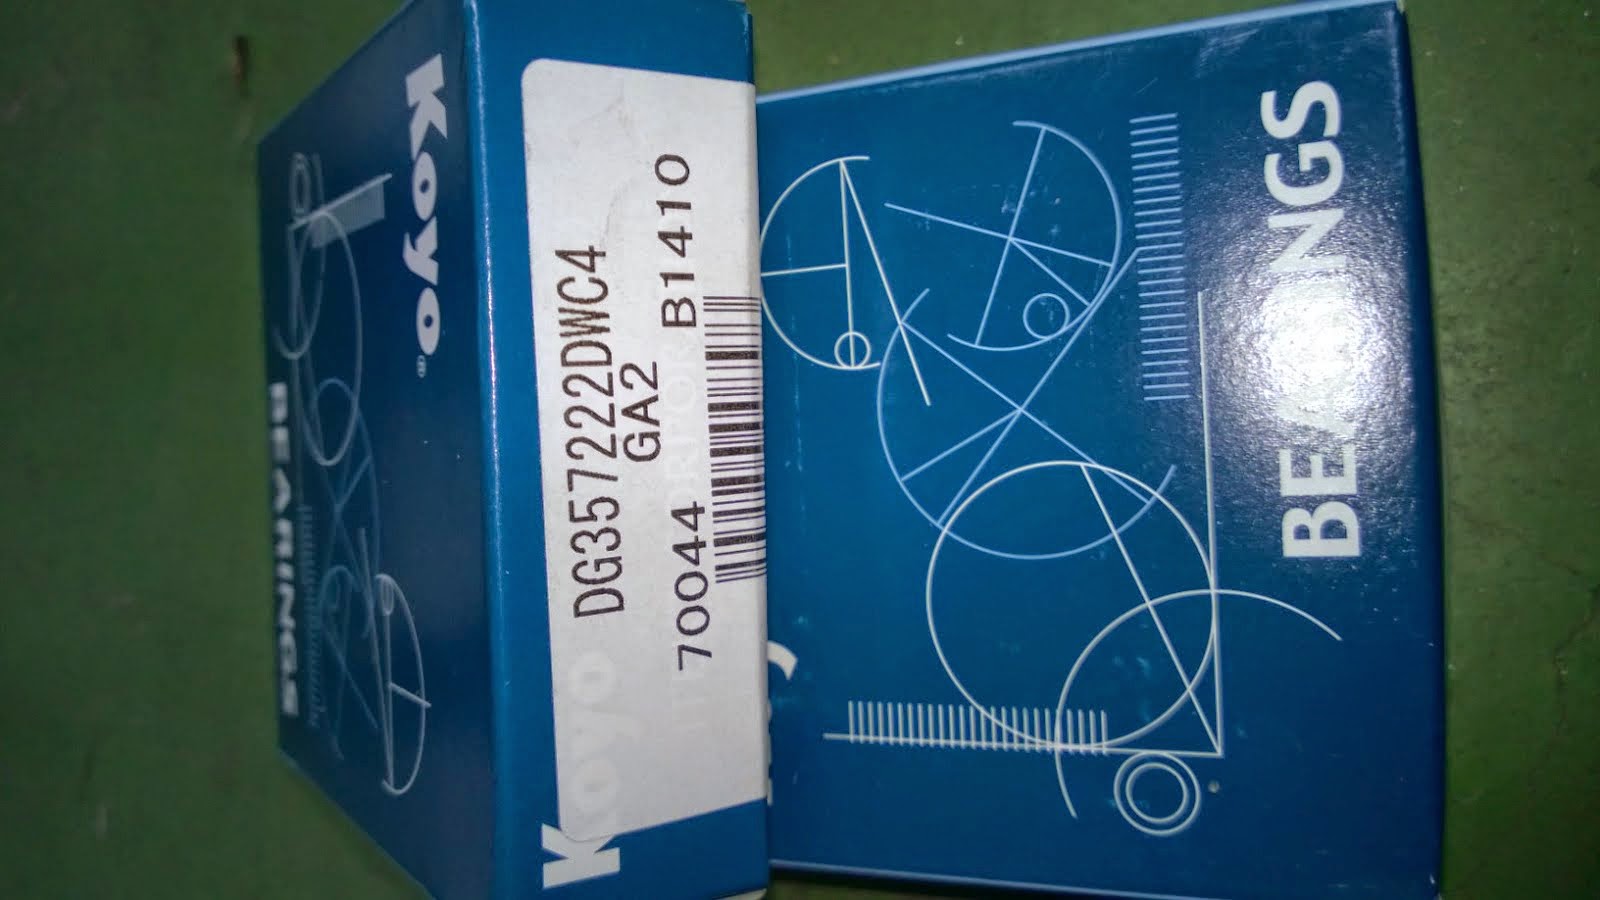 Koyo®
BEARINGS
Koyo
DG357222DWC4
GA2
70044 B1410
BEARINGS